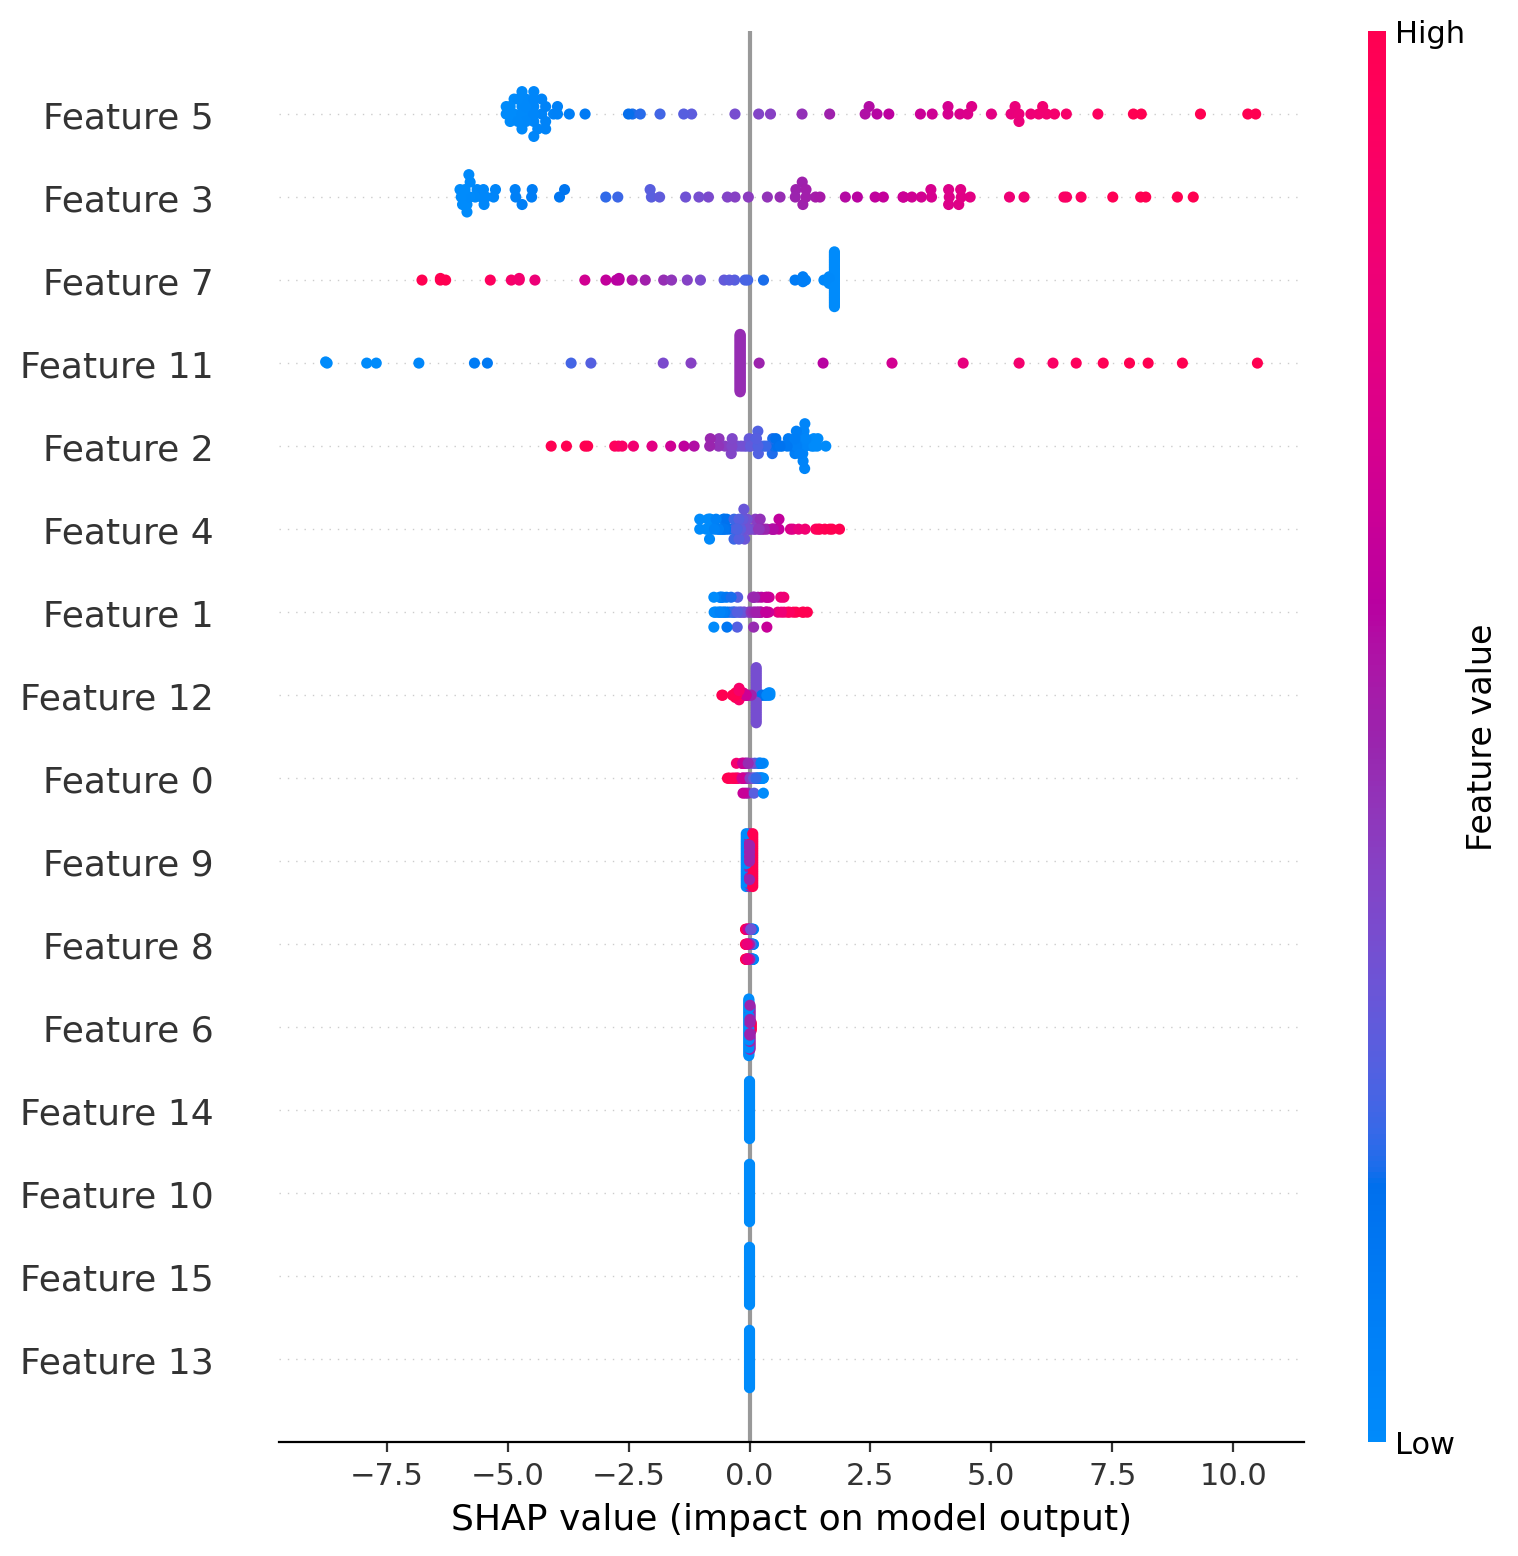 High
Feature 5
Feature 3
Feature 7
Feature 11
Feature 2
Feature 4
Feature 1
Feature 12
Feature 0
Feature 9
Feature 8
Feature 6
Feature 14
Feature 10
Feature 15
Feature 13
Feature value
Low
−7.5 −5.0 −2.5 0.0 2.5 5.0 7.5 10.0
SHAP value (impact on model output)